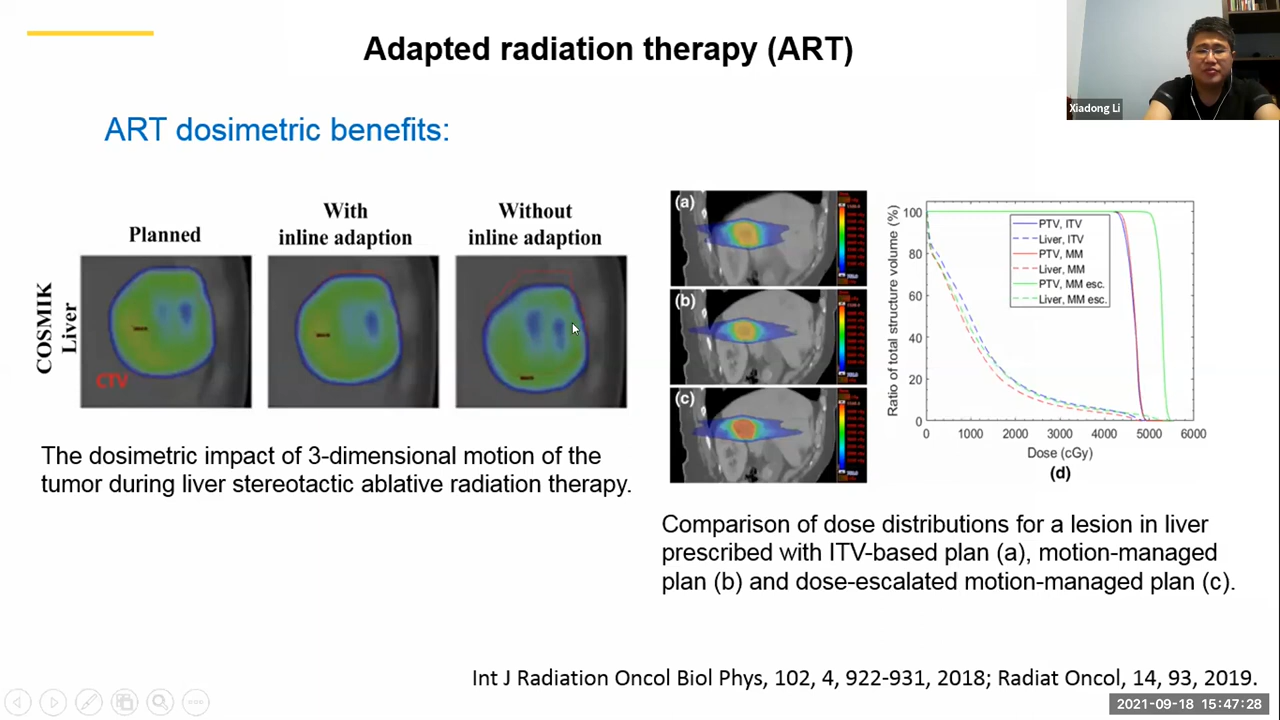 Adapted radiation therapy (ART)
Xiadong Li
ART dosimetric benefits:
Planned
With
inline adaption
Without
inline adaption
COSMIK
Liver
CTV
The dosimetric impact of 3-dimensional motion of the
tumor during liver stereotactic ablative radiation therapy.
(a)
(b)
(c)
Ratio of total structure volume (%)
100
80
60
40
20
0
PTV, ITV
Liver, ITV
PTV, MM
Liver, MM
PTV, MM esc.
Liver, MM esc.
0 1000 2000 3000 4000 5000 6000
Dose (cGy)
(d)
Comparison of dose distributions for a lesion in liver
prescribed with ITV-based plan (a), motion-managed
plan (b) and dose-escalated motion-managed plan (c).
Int J Radiation Oncol Biol Phys, 102, 4, 922-931, 2018; Radiat Oncol, 14, 93, 2019.
2021-09-18 15:47:28